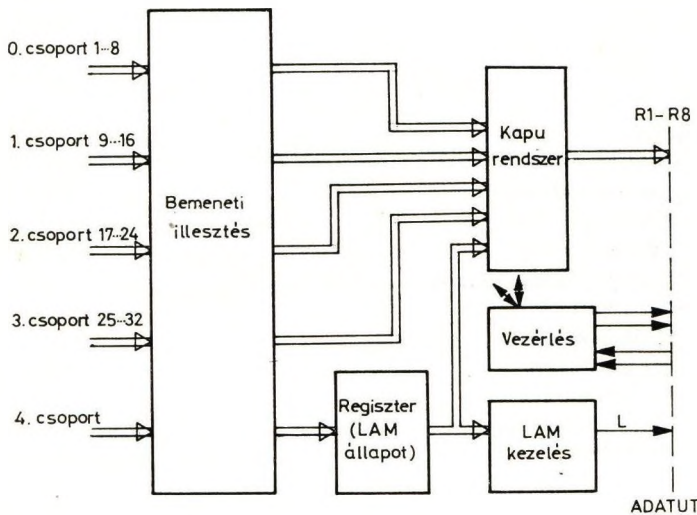 0. csoport 1...8
1. csoport 9...16
2. csoport 17...24
3. csoport 25...32
4. csoport
Bemeneti
illesztés
Regiszter
(LAM
állapot)
Kapu
rendszer
Vezérlés
LAM
kezelés
R1-R8
L
ADATUT